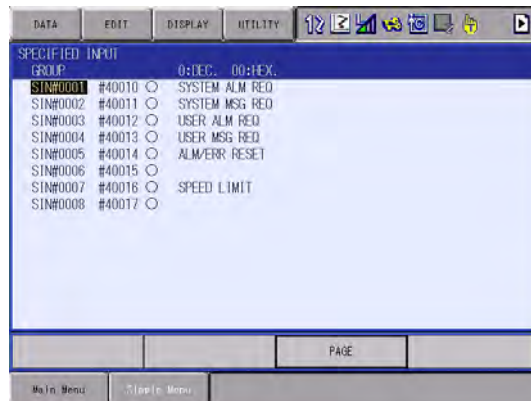 DATA EDIT DISPLAY UTILITY
SPECIFIED INPUT
GROUP 0:DEC. 00:HEX.
SIN#0001 #40010 ○ SYSTEM ALM REQ
SIN#0002 #40011 ○ SYSTEM MSG REQ
SIN#0003 #40012 ○ USER ALM REQ
SIN#0004 #40013 ○ USER MSG REQ
SIN#0005 #40014 ○ ALM/ERR RESET
SIN#0006 #40015 ○
SIN#0007 #40016 ○ SPEED LIMIT
SIN#0008 #40017 ○
PAGE
Main Menu Simple Menu